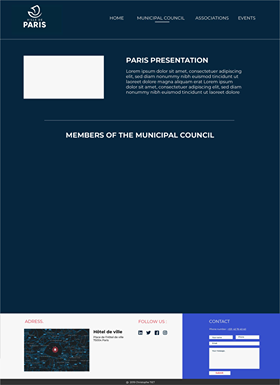 PARIS
HOME MUNICIPAL COUNCIL ASSOCIATIONS EVENTS
PARIS PRESENTATION
Lorem ipsum dolor sit amet, consectetuer adipiscing
elit, sed diam nonummy nibh euismod tincidunt ut
laoreet dolore magna aliquam erat Lorem ipsum
dolor sit amet, consectetuer adipiscing elit, sed
diam nonummy nibh euismod tincidunt ut laoreet dolore
MEMBERS OF THE MUNICIPAL COUNCIL
ADRESS
Hôtel de ville
Place de l'Hôtel de Ville
75004 Paris
FOLLOW US :
CONTACT
Phone number :